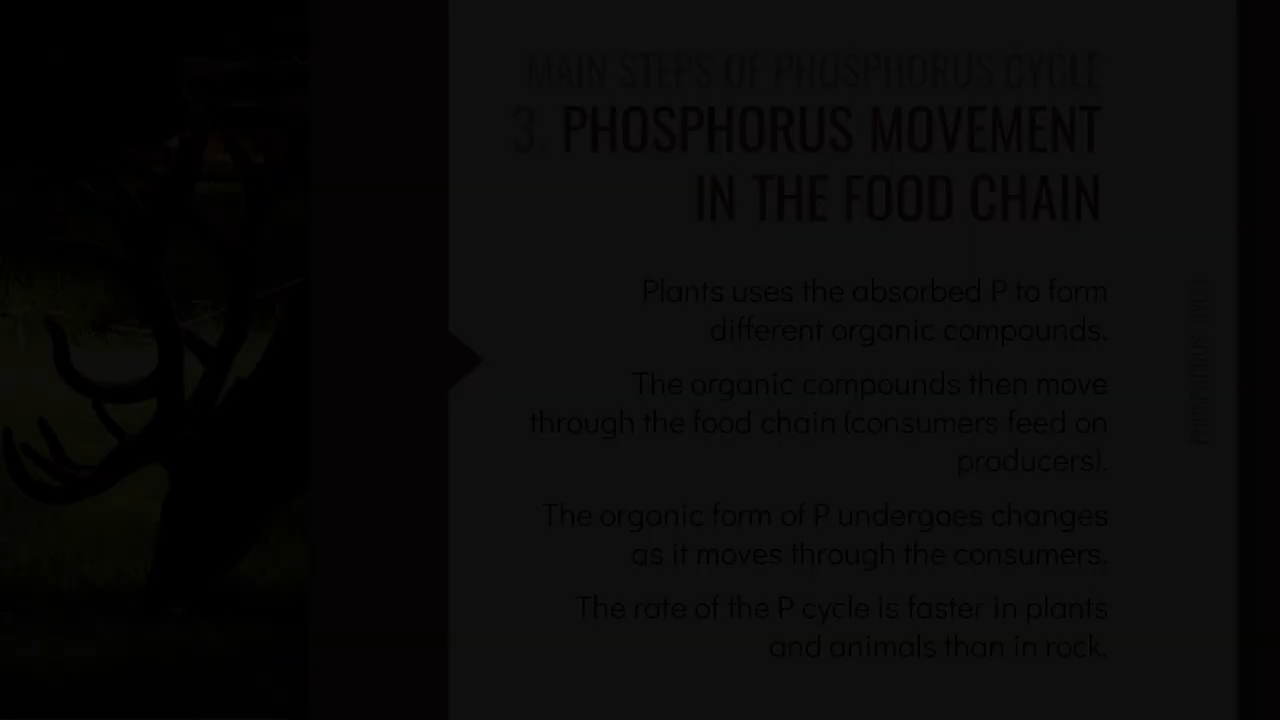 MAIN STEPS OF PHOSPHORUS CYCLE
3. PHOSPHORUS MOVEMENT
IN THE FOOD CHAIN
Plants uses the absorbed P to form
different organic compounds.
The organic compounds then move
through the food chain (consumers feed on
producers).
The organic form of P undergoes changes
as it moves through the consumers.
The rate of the P cycle is faster in plants
and animals than in rock.